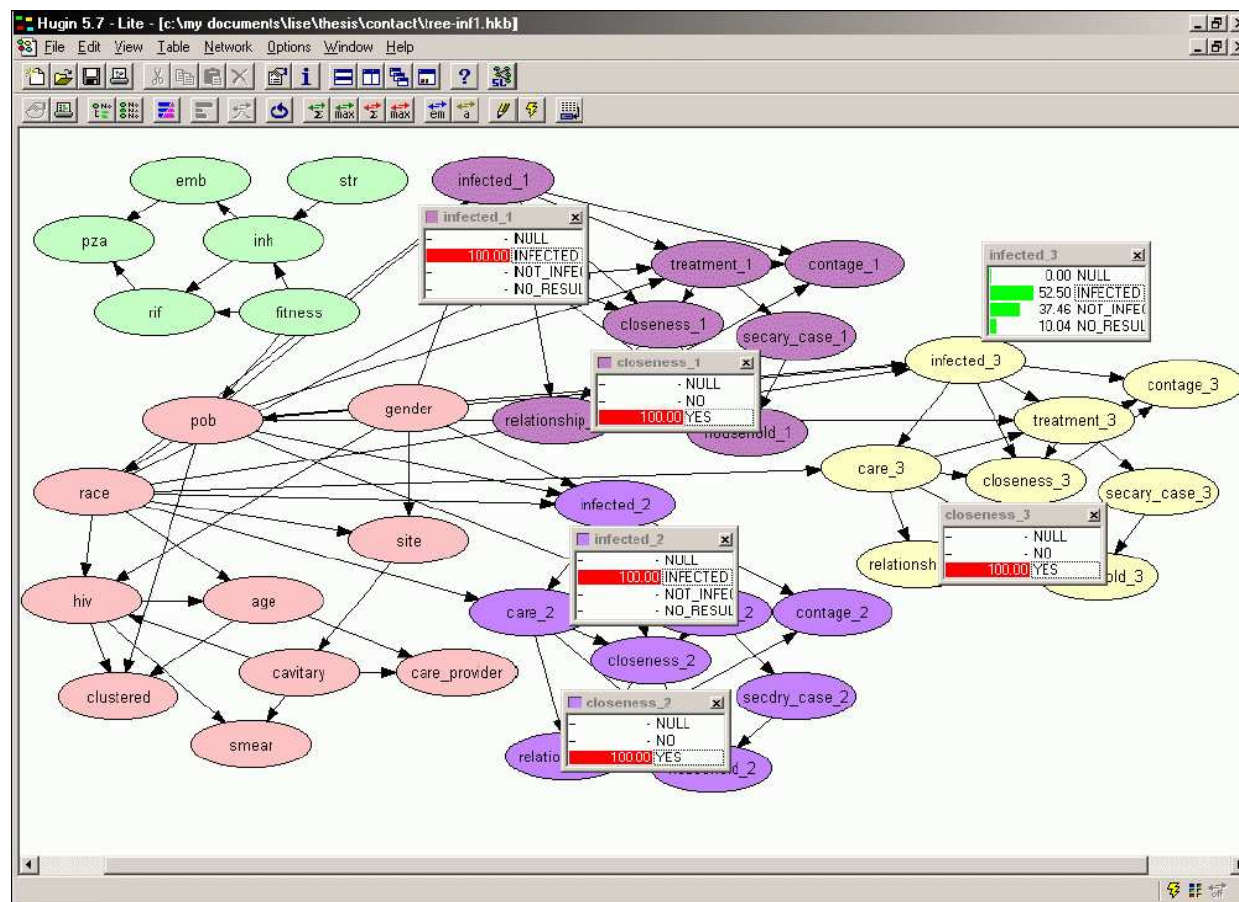 Hugin 5.7 - Lite - [c:\my documents\lise\thesis\contact\tree-inf1.hkb]
File Edit View Table Network Options Window Help
emb
str
infected_1
pza
inh
rif
fitness
infected_1
- - NULL
100.00 INFECTED
- - NOT_INFE(
- - NO_RESUL
treatment_1
contage_1
closeness_1
secary_case_1
infected_3
0.00 NULL
52.50 INFECTED
37.46 NOT_INFE(
10.04 NO_RESUL
closeness_1
- - NULL
- - NO
100.00 YES
infected_3
contage_3
pob
gender
relationship_
household_1
treatment_3
race
care_3
closeness_3
secary_case_3
infected_2
site
infected_2
- - NULL
100.00 INFECTED
- - NOT_INFE(
- - NO_RESUL
closeness_3
- - NULL
- - NO
100.00 YES
relationsh
old_3
hiv
age
care_2
_2
contage_2
closeness_2
clustered
cavitary
care_provider
secdry_case_2
smear
closeness_2
- - NULL
- - NO
100.00 YES
relatio
_2